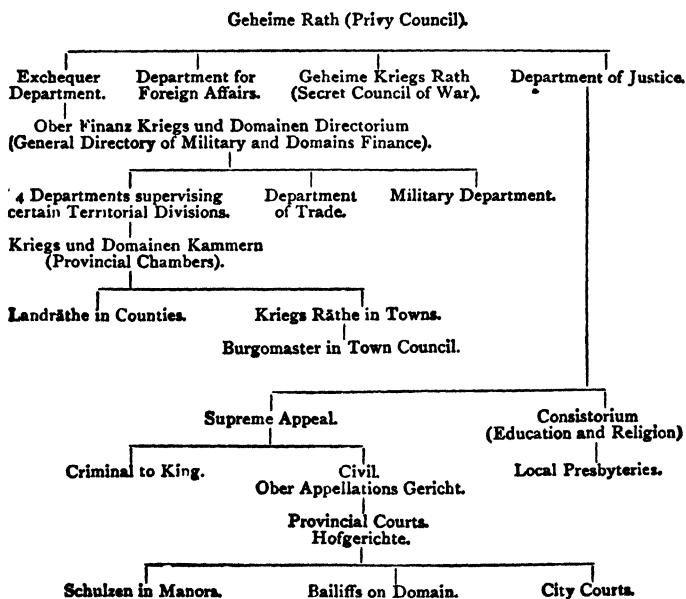 Geheime Rath (Privy Council).
Exchequer Department.
Department for Foreign Affairs.
Geheime Kriegs Rath (Secret Council of War).
Department of Justice.
Ober Finanz Kriegs und Domainen Directorium
(General Directory of Military and Domains Finance).
4 Departments supervising certain Territorial Divisions.
Department of Trade.
Military Department.
Kriegs und Domainen Kammern
(Provincial Chambers).
Landräthe in Counties.
Kriegs Räthe in Towns.
Burgomaster in Town Council.
Supreme Appeal.
Consistorium
(Education and Religion)
Criminal to King.
Civil.
Ober Appellations Gericht.
Local Presbyteries.
Provincial Courts.
Hofgerichte.
Schulzen in Manors.
Bailiffs on Domain.
City Courts.